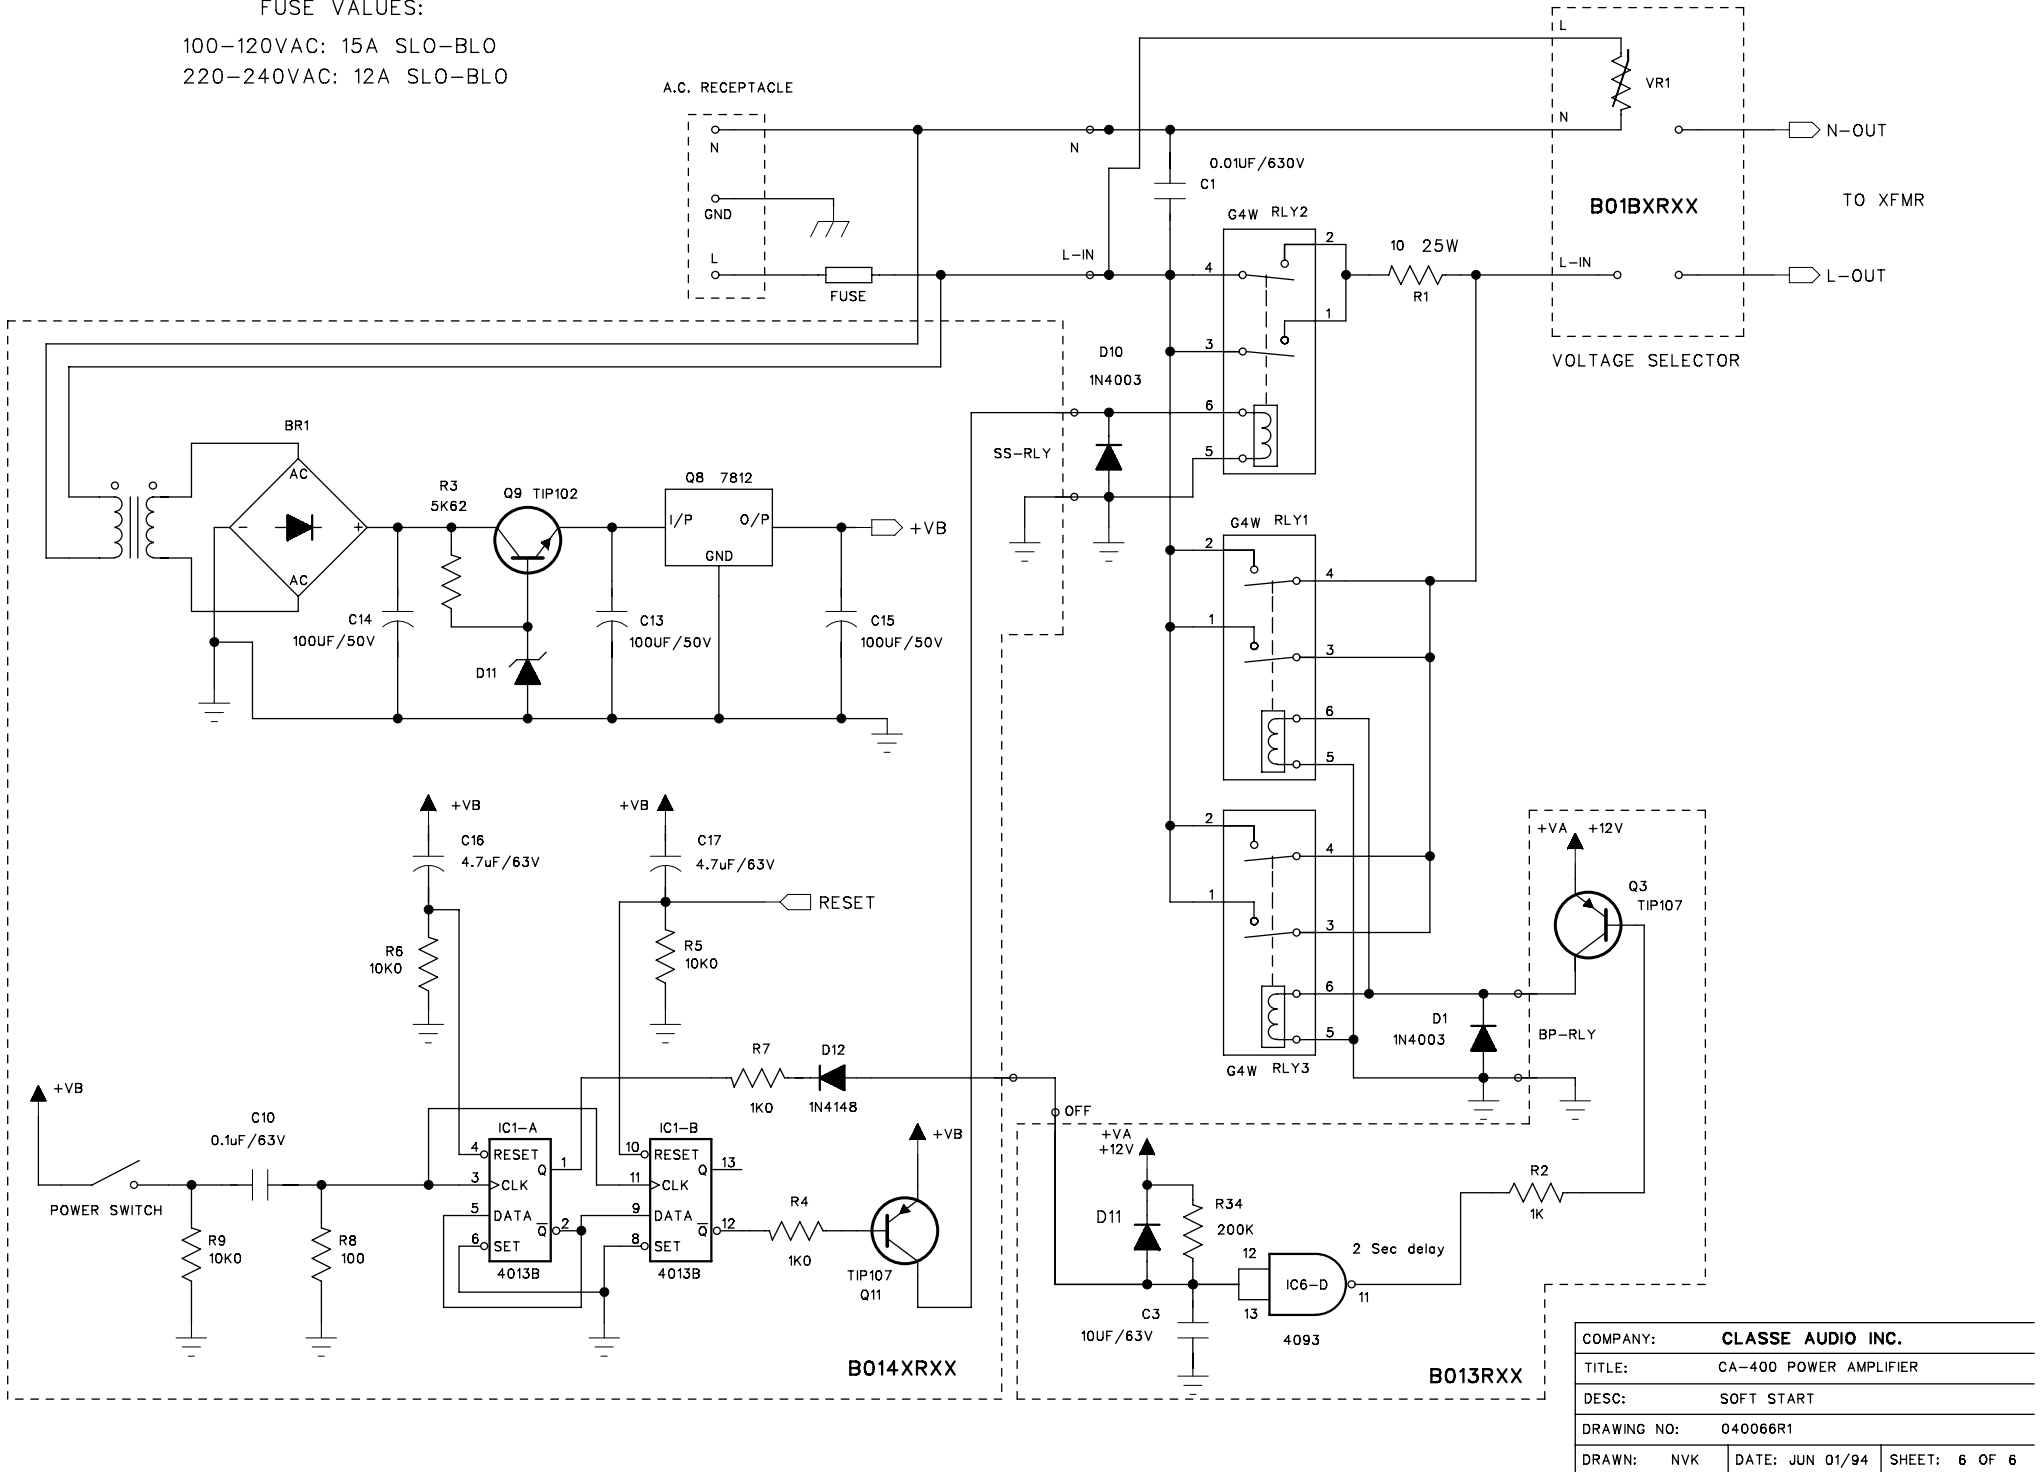 FUSE VALUES:
100-120VAC: 15A SLO-BLO
220-240VAC: 12A SLO-BLO
A.C. RECEPTACLE
N
GND
L
FUSE
N
L-IN
0.01UF/630V
C1
L
VR1
N
N-OUT
B01BXRXX
TO XFMR
L-IN
L-OUT
VOLTAGE SELECTOR
G4W RLY2
2
4
1
3
6
5
10 25W
R1
D10
1N4003
SS-RLY
G4W RLY1
2
4
1
3
6
5
2
4
1
3
6
5
G4W RLY3
BR1
AC
-
+
AC
R3
5K62
Q9 TIP102
Q8 7812
I/P
O/P
GND
+VB
C14
100UF/50V
D11
C13
100UF/50V
C15
100UF/50V
+VB
C16
4.7uF/63V
R6
10K0
+VB
C17
4.7uF/63V
RESET
R5
10K0
+VA +12V
Q3
TIP107
D1
1N4003
BP-RLY
R7
1K0
D12
1N4148
OFF
+VB
POWER SWITCH
C10
0.1uF/63V
R9
10K0
R8
100
IC1-A
4 RESET
Q 1
3 CLK
5 DATA
Q 2
6 SET
4013B
IC1-B
10 RESET
Q 13
11 CLK
9 DATA
Q 12
8 SET
4013B
R4
1K0
+VB
TIP107
Q11
B014XRXX
+VA
+12V
D11
R34
200K
12
13
IC6-D
11
4093
2 Sec delay
C3
10UF/63V
R2
1K
B013RXX
COMPANY: CLASSE AUDIO INC.
TITLE: CA-400 POWER AMPLIFIER
DESC: SOFT START
DRAWING NO: 040066R1
DRAWN: NVK DATE: JUN 01/94 SHEET: 6 OF 6